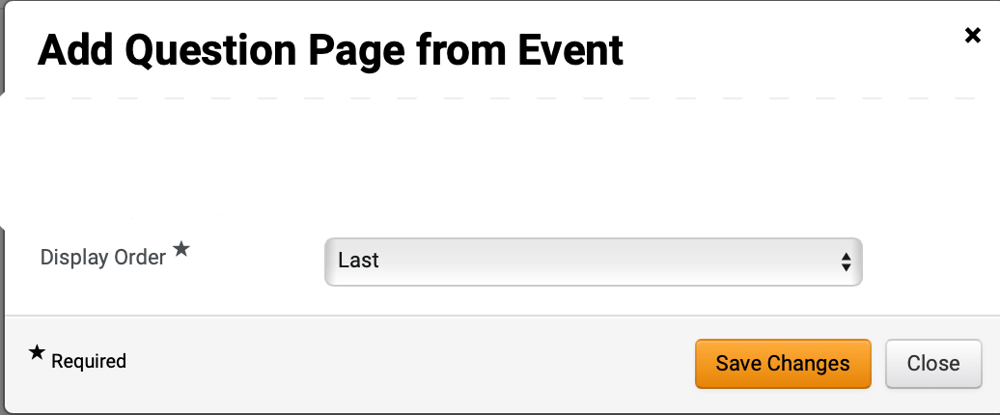 Add Question Page from Event
Display Order ★
Last
★ Required
Save Changes
Close